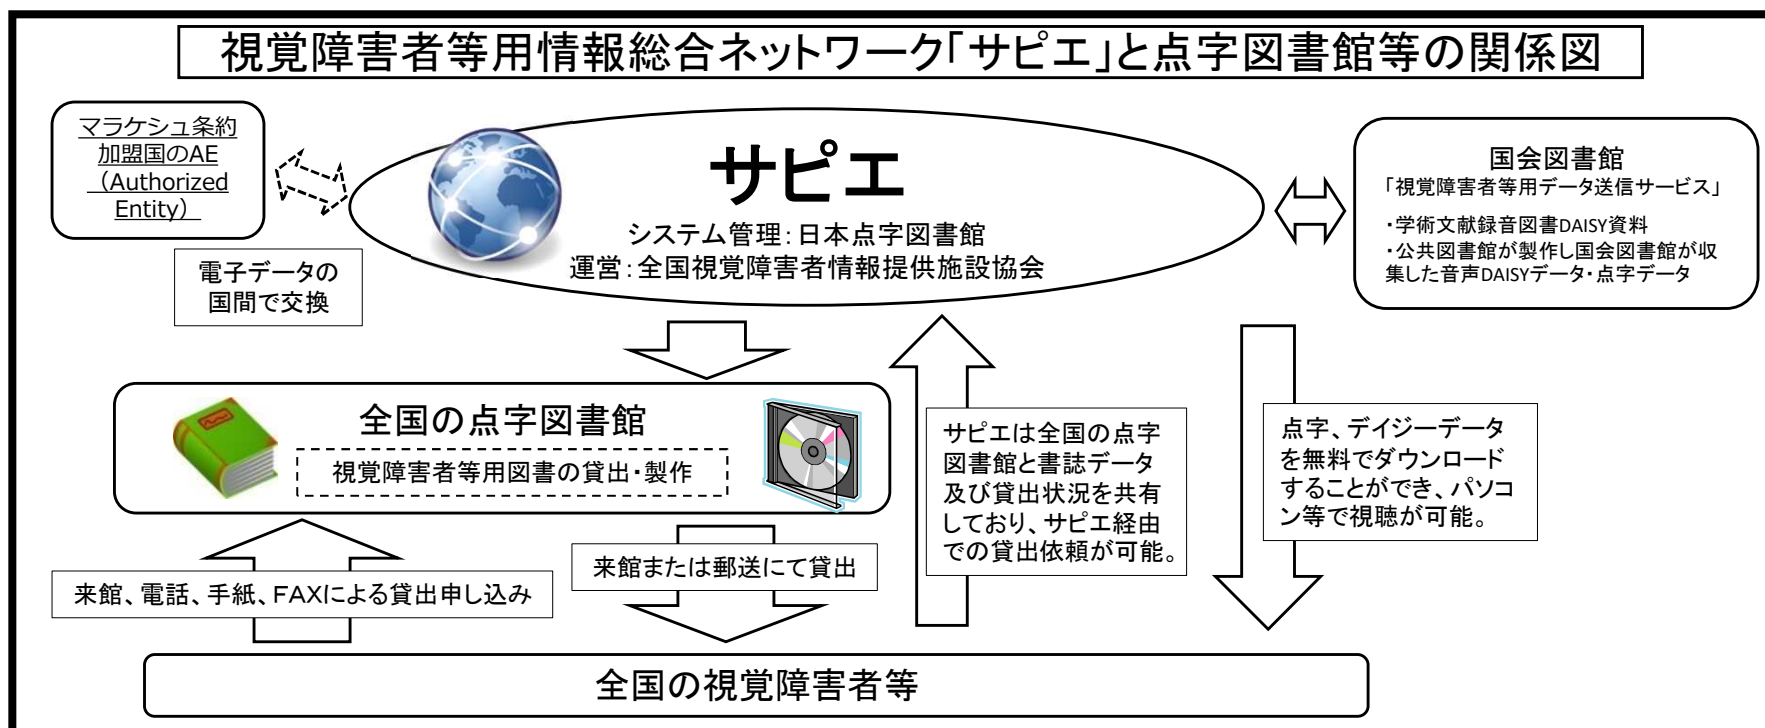 視覚障害者等用情報総合ネットワーク「サピエ」と点字図書館等の関係図
マラケシュ条約
加盟国のAE
（Authorized
Entity）
電子データの
国間で交換
サピエ
システム管理：日本点字図書館
運営：全国視覚障害者情報提供施設協会
国会図書館
「視覚障害者等用データ送信サービス」
・学術文献録音図書DAISY資料
・公共図書館が製作し国会図書館が収
集した音声DAISYデータ・点字データ
全国の点字図書館
視覚障害者等用図書の貸出・製作
サピエは全国の点字
図書館と書誌データ
及び貸出状況を共有
しており、サピエ経由
での貸出依頼が可能。
点字、デイジーデータ
を無料でダウンロード
することができ、パソコ
ン等で視聴が可能。
来館、電話、手紙、FAXによる貸出申し込み
来館または郵送にて貸出
全国の視覚障害者等